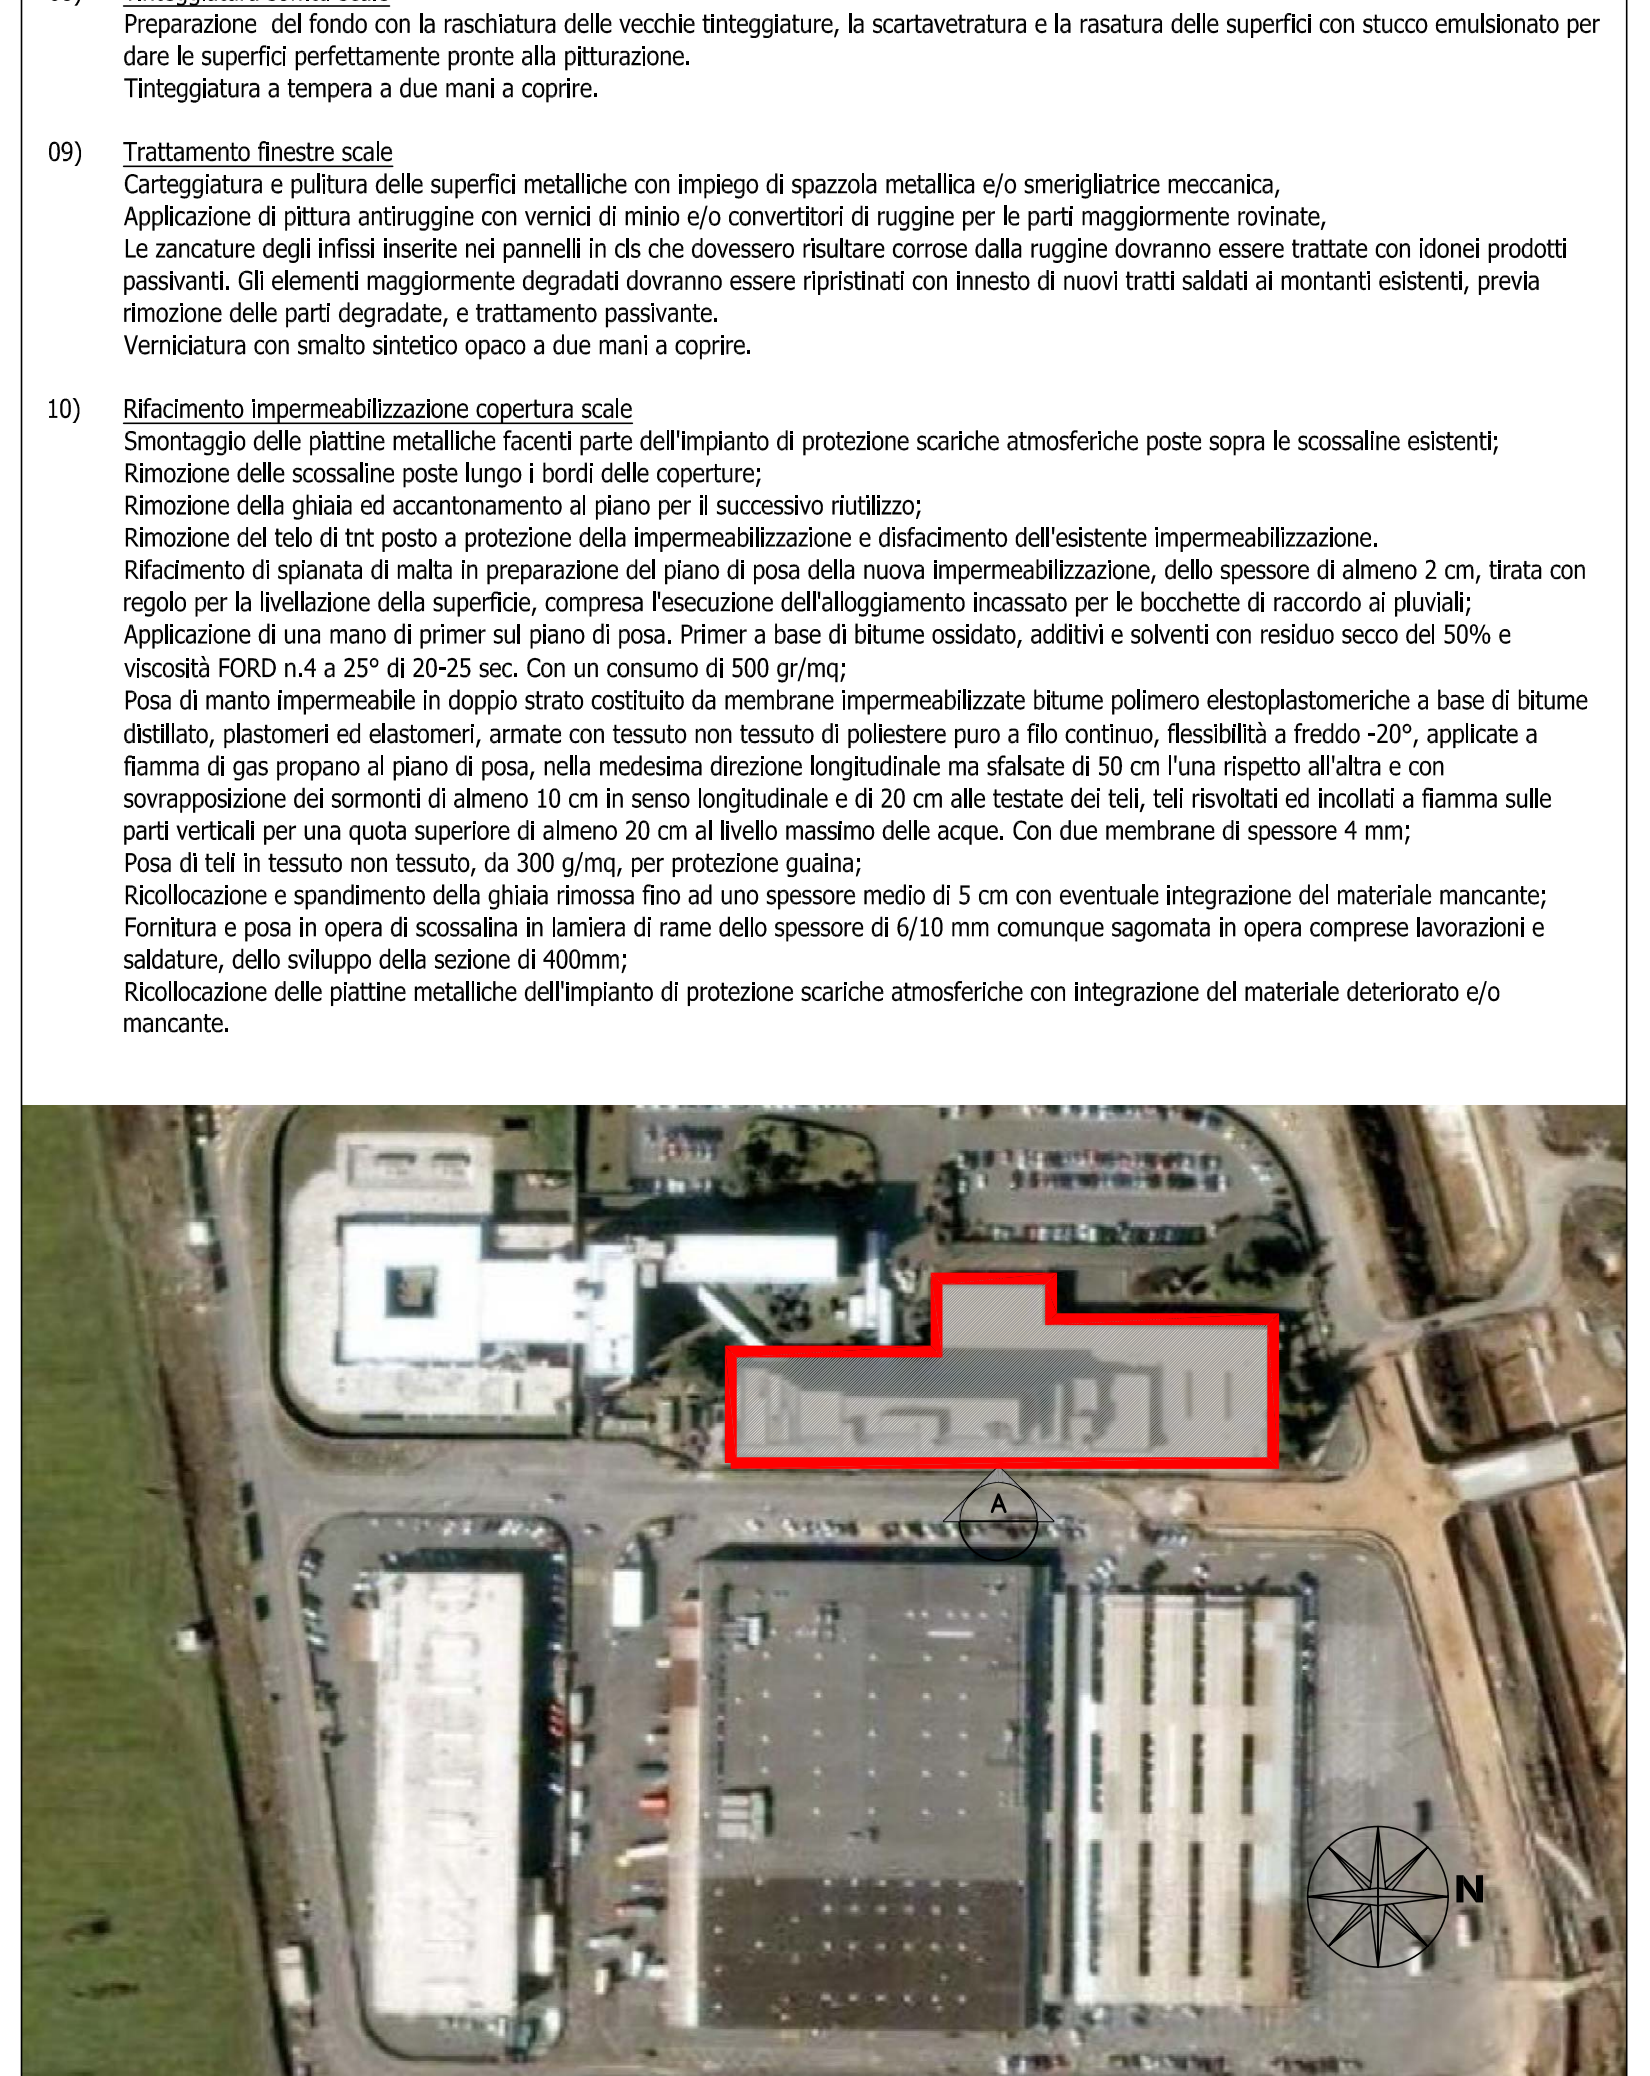 Preparazione  del fondo con la raschiatura delle vecchie tinteggiature, la scartavetratura e la rasatura delle superfici con stucco emulsionato per
dare le superfici perfettamente pronte alla pitturazione.
Tinteggiatura a tempera a due mani a coprire.
09) Trattamento finestre scale
Carteggiatura e pulitura delle superfici metalliche con impiego di spazzola metallica e/o smerigliatrice meccanica,
Applicazione di pittura antiruggine con vernici di minio e/o convertitori di ruggine per le parti maggiormente rovinate,
Le zancature degli infissi inserite nei pannelli in cls che dovessero risultare corrose dalla ruggine dovranno essere trattate con idonei prodotti
passivanti. Gli elementi maggiormente degradati dovranno essere ripristinati con innesto di nuovi tratti saldati ai montanti esistenti, previa
rimozione delle parti degradate, e trattamento passivante.
Verniciatura con smalto sintetico opaco a due mani a coprire.
10) Rifacimento impermeabilizzazione copertura scale
Smontaggio delle piattine metalliche facenti parte dell'impianto di protezione scariche atmosferiche poste sopra le scossaline esistenti;
Rimozione delle scossaline poste lungo i bordi delle coperture;
Rimozione della ghiaia ed accantonamento al piano per il successivo riutilizzo;
Rimozione del telo di tnt posto a protezione della impermeabilizzazione e disfacimento dell'esistente impermeabilizzazione.
Rifacimento di spianata di malta in preparazione del piano di posa della nuova impermeabilizzazione, dello spessore di almeno 2 cm, tirata con
regolo per la livellazione della superficie, compresa l'esecuzione dell'alloggiamento incassato per le bocchette di raccordo ai pluviali;
Applicazione di una mano di primer sul piano di posa. Primer a base di bitume ossidato, additivi e solventi con residuo secco del 50% e
viscosità FORD n.4 a 25° di 20-25 sec. Con un consumo di 500 gr/mq;
Posa di manto impermeabile in doppio strato costituito da membrane impermeabilizzate bitume polimero elestoplastomeriche a base di bitume
distillato, plastomeri ed elastomeri, armate con tessuto non tessuto di poliestere puro a filo continuo, flessibilità a freddo -20°, applicate a
fiamma di gas propano al piano di posa, nella medesima direzione longitudinale ma sfalsate di 50 cm l'una rispetto all'altra e con
sovrapposizione dei sormonti di almeno 10 cm in senso longitudinale e di 20 cm alle testate dei teli, teli risvoltati ed incollati a fiamma sulle
parti verticali per una quota superiore di almeno 20 cm al livello massimo delle acque. Con due membrane di spessore 4 mm;
Posa di teli in tessuto non tessuto, da 300 g/mq, per protezione guaina;
Ricollocazione e spandimento della ghiaia rimossa fino ad uno spessore medio di 5 cm con eventuale integrazione del materiale mancante;
Fornitura e posa in opera di scossalina in lamiera di rame dello spessore di 6/10 mm comunque sagomata in opera comprese lavorazioni e
saldature, dello sviluppo della sezione di 400mm;
Ricollocazione delle piattine metalliche dell'impianto di protezione scariche atmosferiche con integrazione del materiale deteriorato e/o
mancante.
A
N